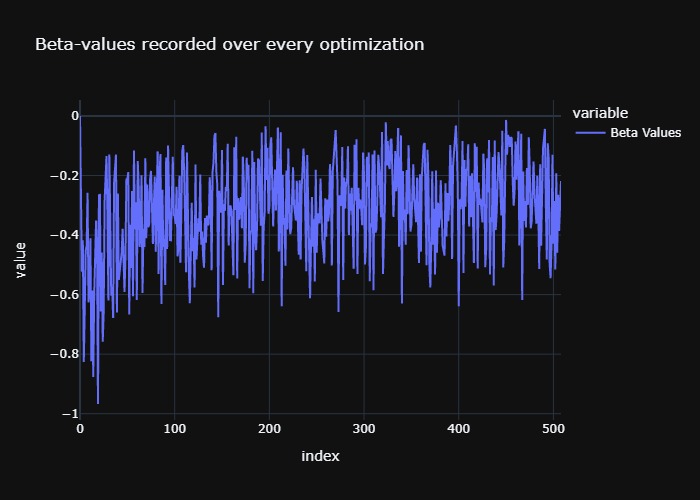 Beta-values recorded over every optimization
variable
Beta Values
0
−0.2
−0.4
−0.6
−0.8
−1
value
0
100
200
300
400
500
index